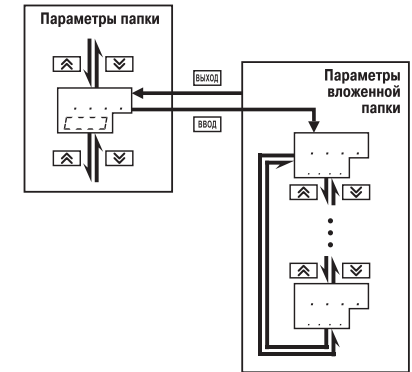 Параметры папки
ВЫХОД
ВВОД
Параметры
вложенной
папки